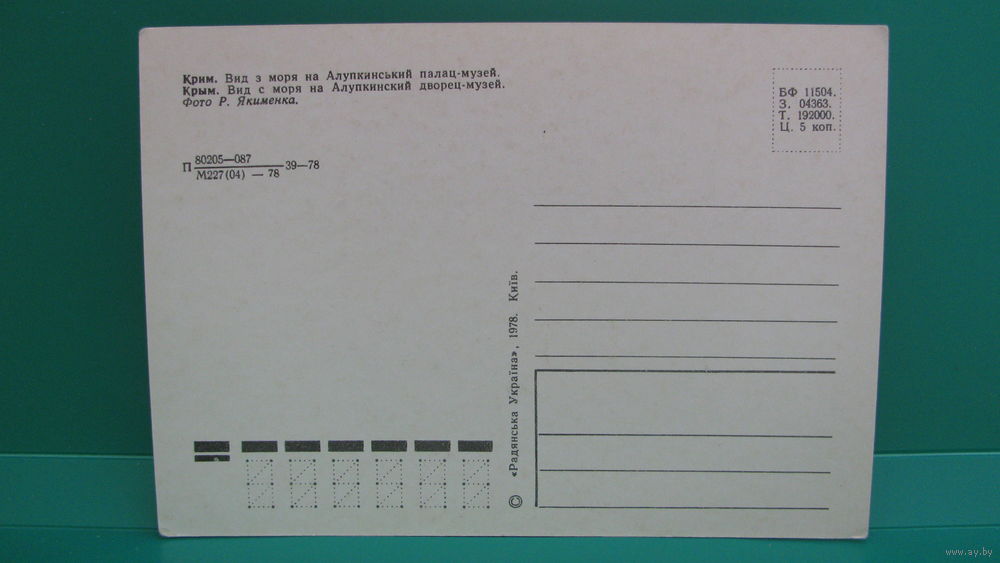 Крим. Вид з моря на Алупкинський палац-музей.
Крым. Вид с моря на Алупкинский дворец-музей.
Фото Р. Якименка.
П 80205—087 39—78
М227(04) — 78
БФ 11504.
З. 04363.
Т. 192000.
Ц. 5 коп.
© «Радянська Україна», 1978. Київ.
www.ay.by